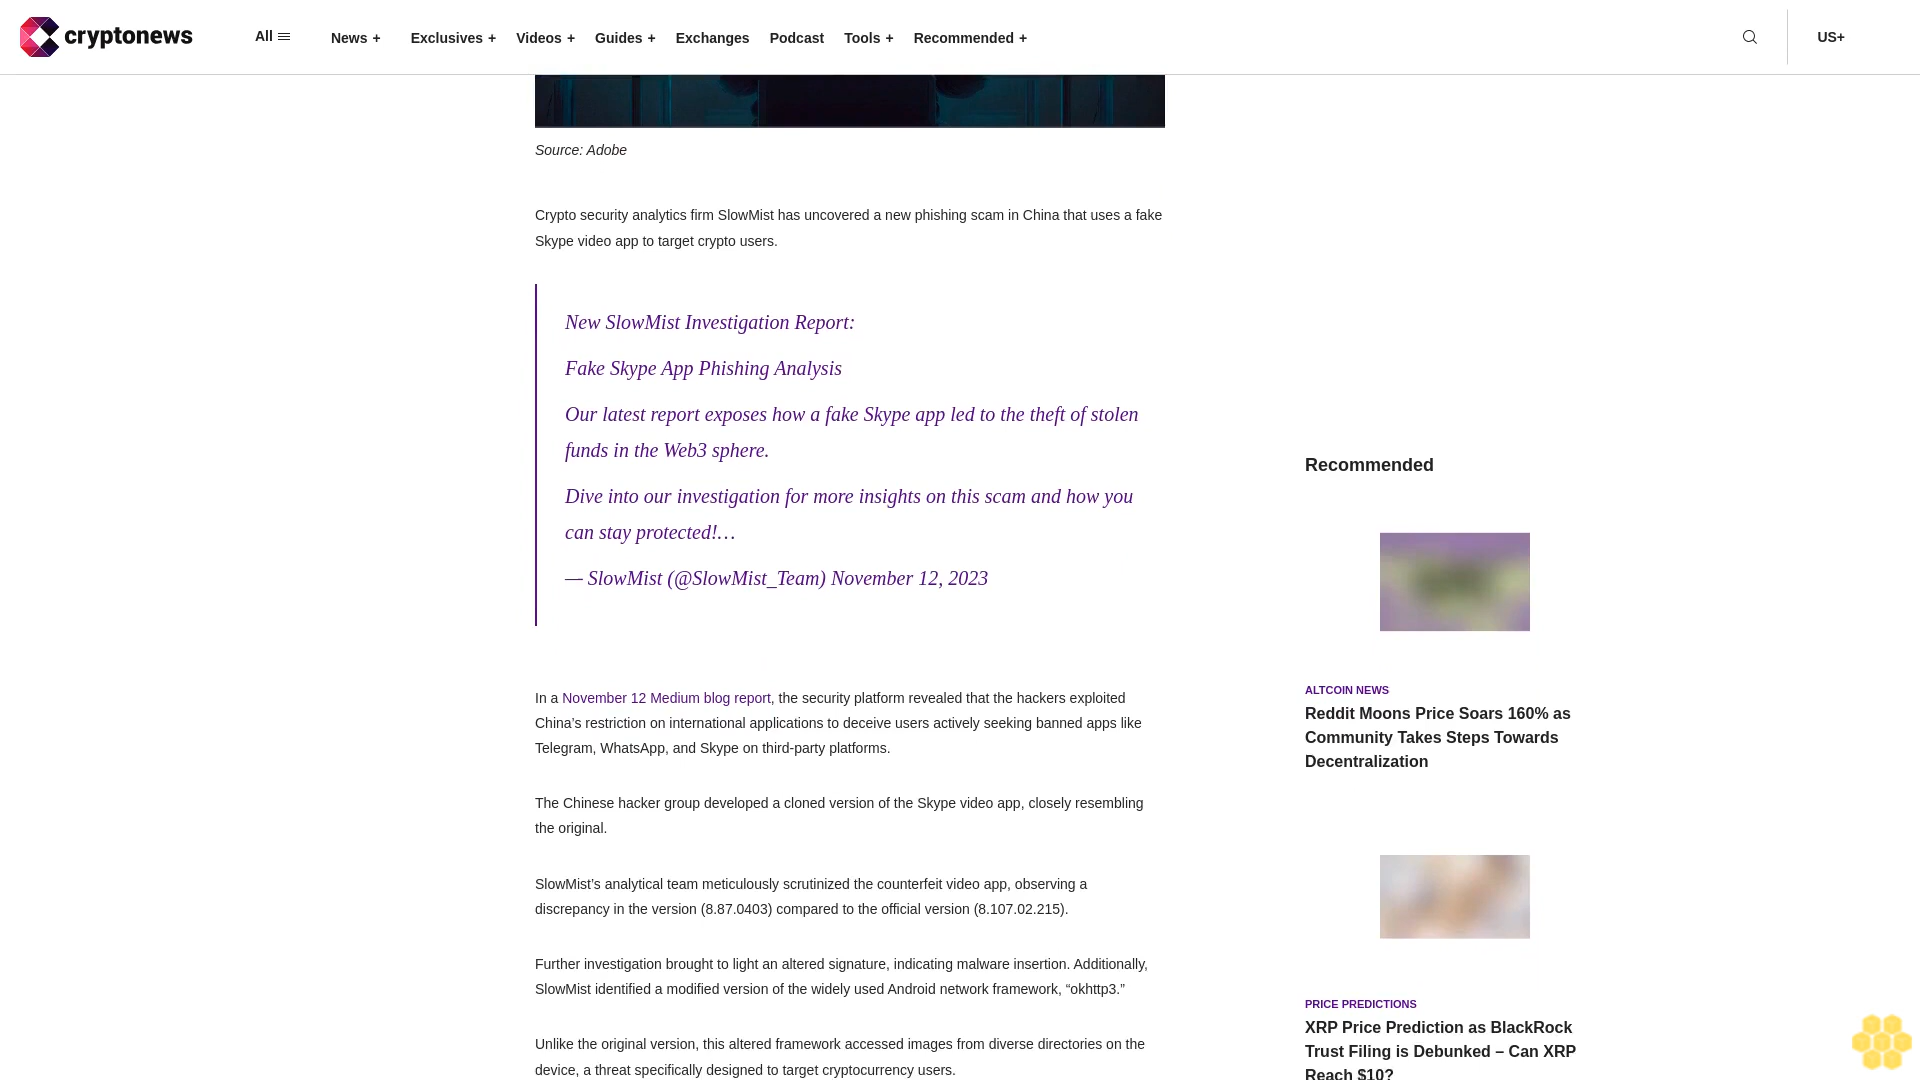 cryptonews
All
News +
Exclusives +
Videos +
Guides +
Exchanges
Podcast
Tools +
Recommended +
US+
Source: Adobe
Crypto security analytics firm SlowMist has uncovered a new phishing scam in China that uses a fake
Skype video app to target crypto users.
New SlowMist Investigation Report:
Fake Skype App Phishing Analysis
Our latest report exposes how a fake Skype app led to the theft of stolen
funds in the Web3 sphere.
Dive into our investigation for more insights on this scam and how you
can stay protected!…
— SlowMist (@SlowMist_Team) November 12, 2023
In a November 12 Medium blog report, the security platform revealed that the hackers exploited
China’s restriction on international applications to deceive users actively seeking banned apps like
Telegram, WhatsApp, and Skype on third-party platforms.
The Chinese hacker group developed a cloned version of the Skype video app, closely resembling
the original.
SlowMist’s analytical team meticulously scrutinized the counterfeit video app, observing a
discrepancy in the version (8.87.0403) compared to the official version (8.107.02.215).
Further investigation brought to light an altered signature, indicating malware insertion. Additionally,
SlowMist identified a modified version of the widely used Android network framework, “okhttp3.”
Unlike the original version, this altered framework accessed images from diverse directories on the
device, a threat specifically designed to target cryptocurrency users.
Recommended
ALTCOIN NEWS
Reddit Moons Price Soars 160% as
Community Takes Steps Towards
Decentralization
PRICE PREDICTIONS
XRP Price Prediction as BlackRock
Trust Filing is Debunked – Can XRP
Reach $10?